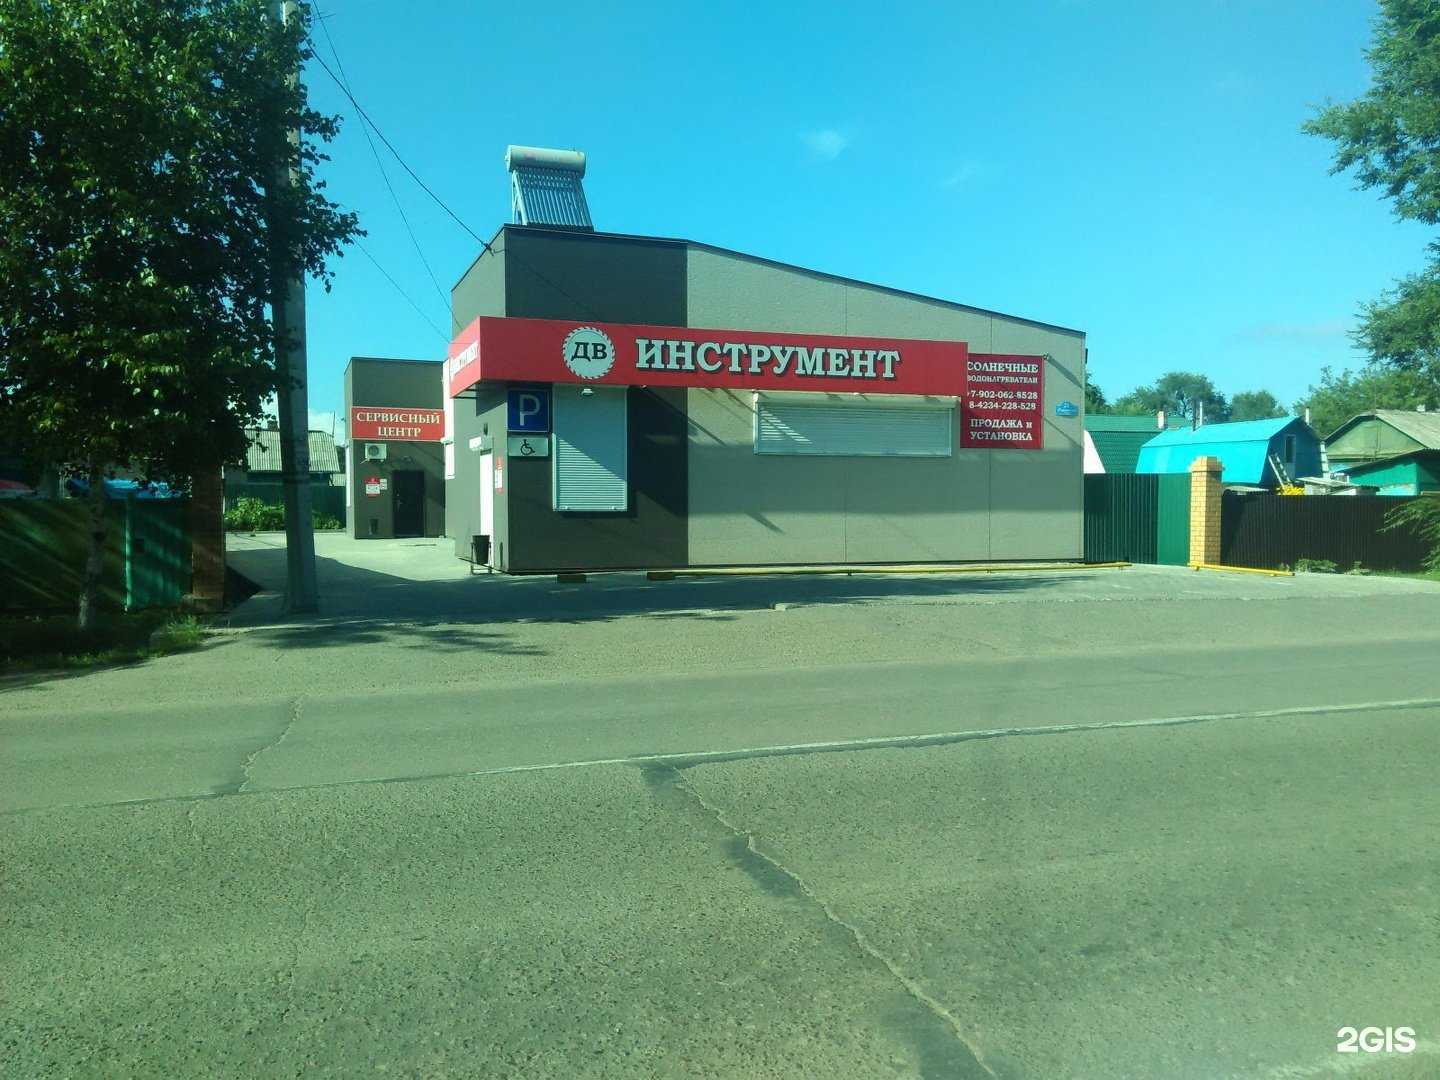 ДВ ИНСТРУМЕНТ
СЕРВИСНЫЙ
ЦЕНТР
P
СОЛНЕЧНЫЕ
ВОДОНАГРЕВАТЕЛИ
+7-902-062-8528
8-4234-228-528
ПРОДАЖА и
УСТАНОВКА
2GIS